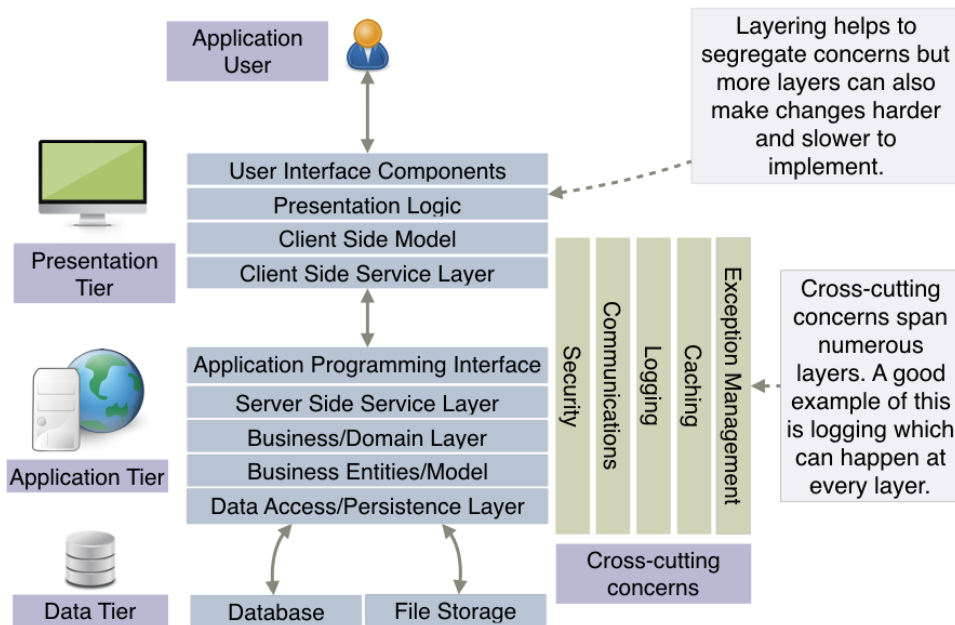 Application
User
Layering helps to
segregate concerns but
more layers can also
make changes harder
and slower to
implement.
User Interface Components
Presentation Logic
Client Side Model
Client Side Service Layer
Presentation
Tier
Application Programming Interface
Server Side Service Layer
Business/Domain Layer
Business Entities/Model
Data Access/Persistence Layer
Application Tier
Security
Communications
Logging
Caching
Exception Management
Cross-cutting
concerns span
numerous
layers. A good
example of this
is logging which
can happen at
every layer.
Cross-cutting
concerns
Data Tier
Database
File Storage